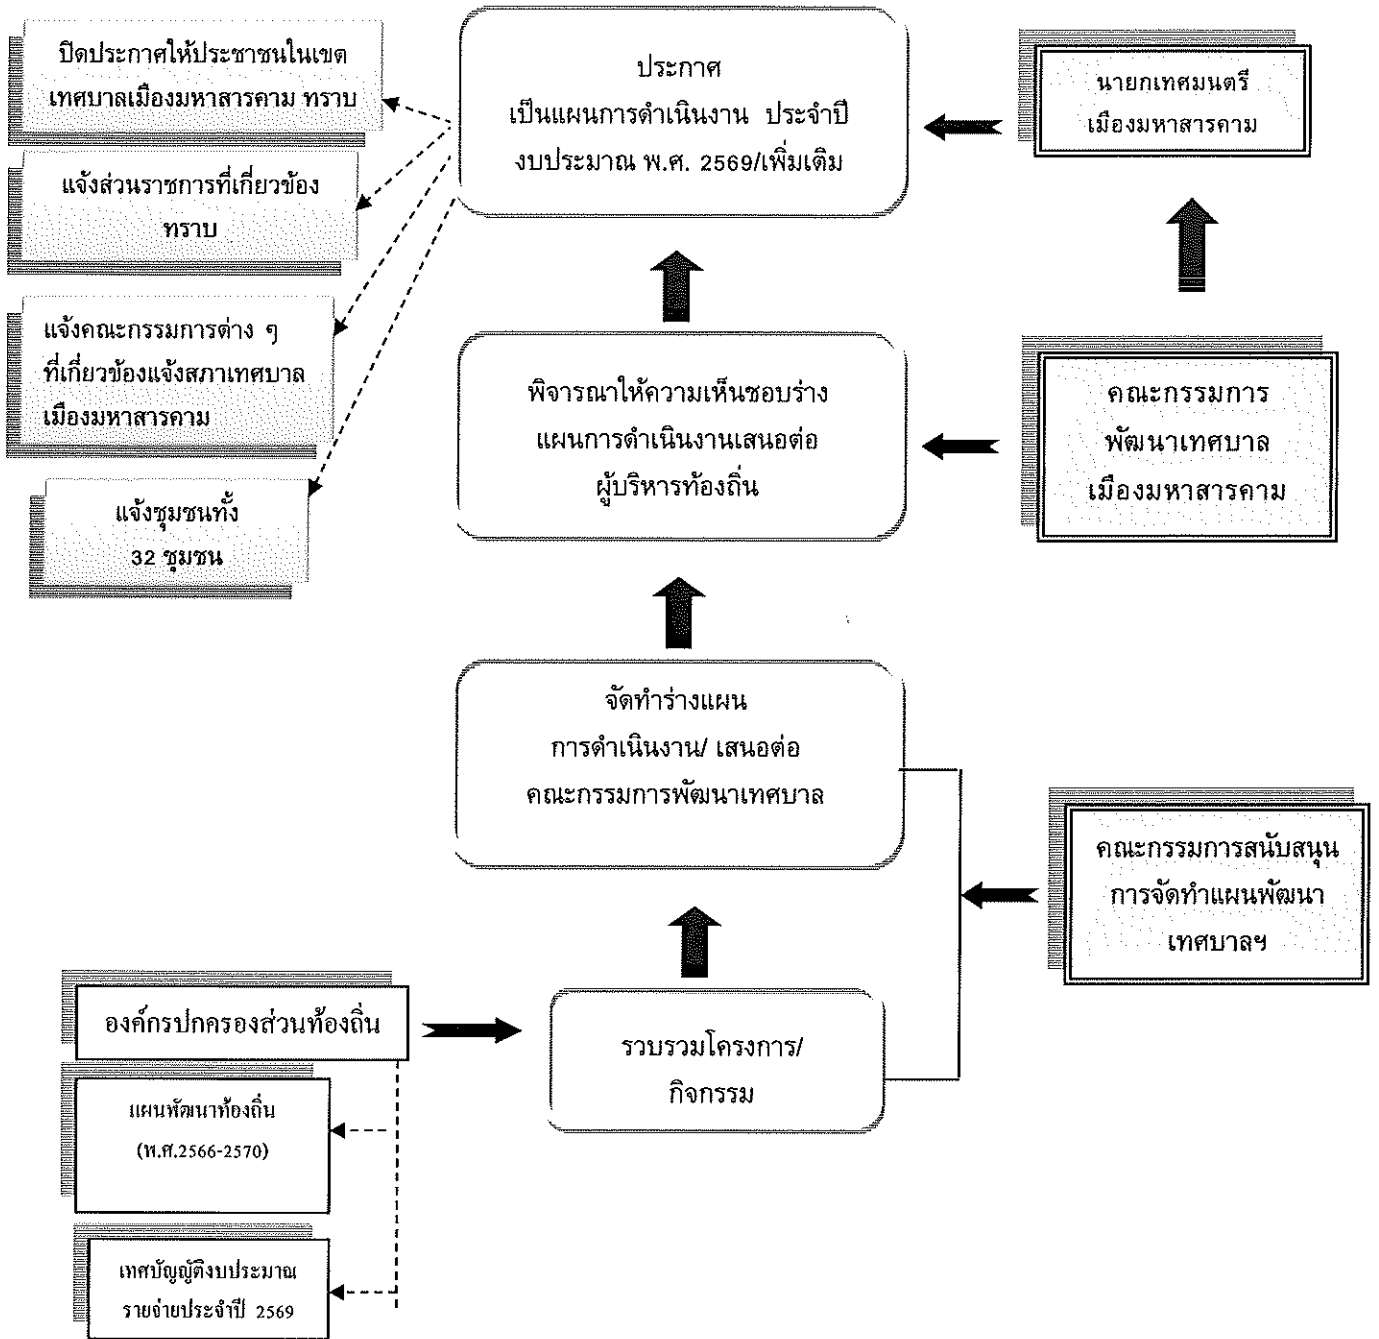 ปิดประกาศให้ประชาชนในเขต
เทศบาลเมืองมหาสารคาม ทราบ
แจ้งส่วนราชการที่เกี่ยวข้อง
ทราบ
แจ้งคณะกรรมการต่าง ๆ
ที่เกี่ยวข้องแจ้งสภาเทศบาล
เมืองมหาสารคาม
แจ้งชุมชนทั้ง
32 ชุมชน
ประกาศ
เป็นแผนการดำเนินงาน ประจำปี
งบประมาณ พ.ศ. 2569/เพิ่มเติม
นายกเทศมนตรี
เมืองมหาสารคาม
พิจารณาให้ความเห็นชอบร่าง
แผนการดำเนินงานเสนอต่อ
ผู้บริหารท้องถิ่น
คณะกรรมการ
พัฒนาเทศบาล
เมืองมหาสารคาม
จัดทำร่างแผน
การดำเนินงาน/ เสนอต่อ
คณะกรรมการพัฒนาเทศบาล
คณะกรรมการสนับสนุน
การจัดทำแผนพัฒนา
เทศบาลฯ
องค์กรปกครองส่วนท้องถิ่น
รวบรวมโครงการ/
กิจกรรม
แผนพัฒนาท้องถิ่น
(พ.ศ.2566-2570)
เทศบัญญัติงบประมาณ
รายจ่ายประจำปี 2569